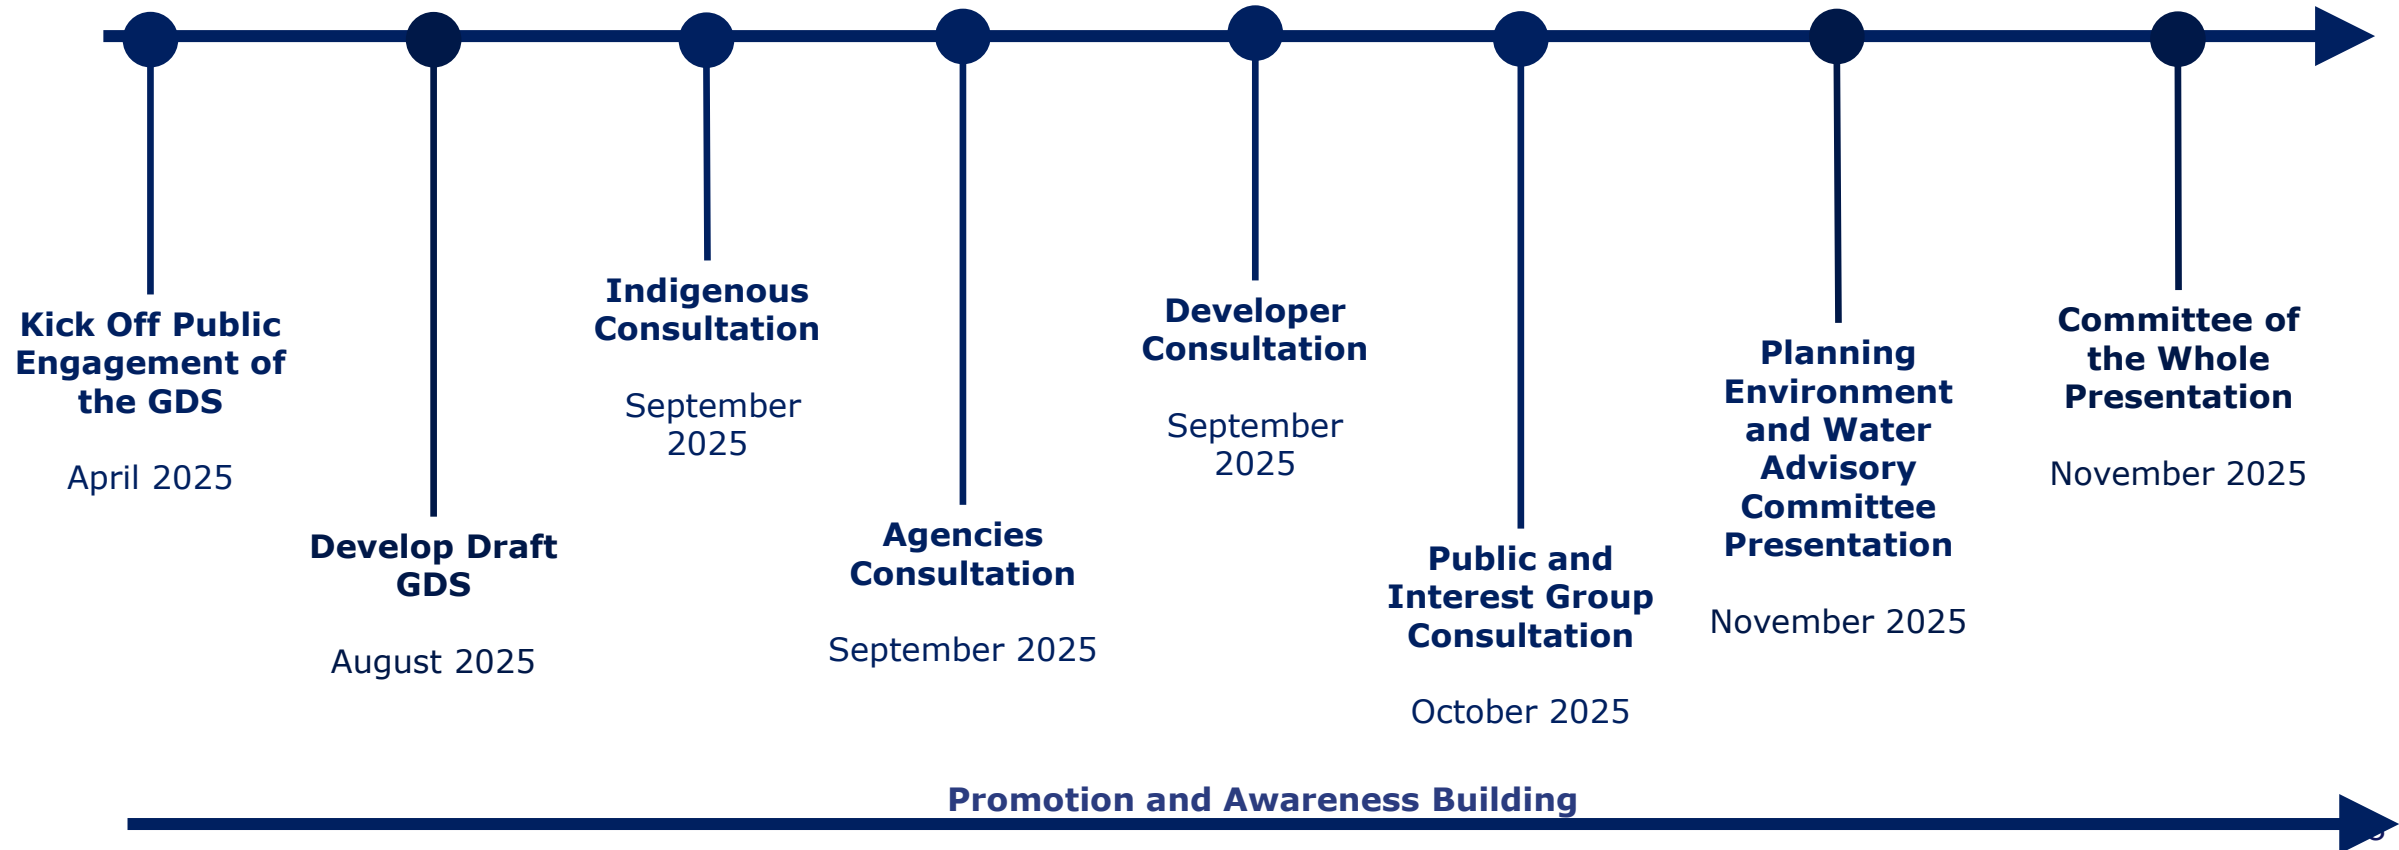 Kick Off Public
Engagement of
the GDS
April 2025
Develop Draft
GDS
August 2025
Indigenous
Consultation
September
2025
Agencies
Consultation
September 2025
Developer
Consultation
September
2025
Public and
Interest Group
Consultation
October 2025
Planning
Environment
and Water
Advisory
Committee
Presentation
November 2025
Committee of
the Whole
Presentation
November 2025
Promotion and Awareness Building